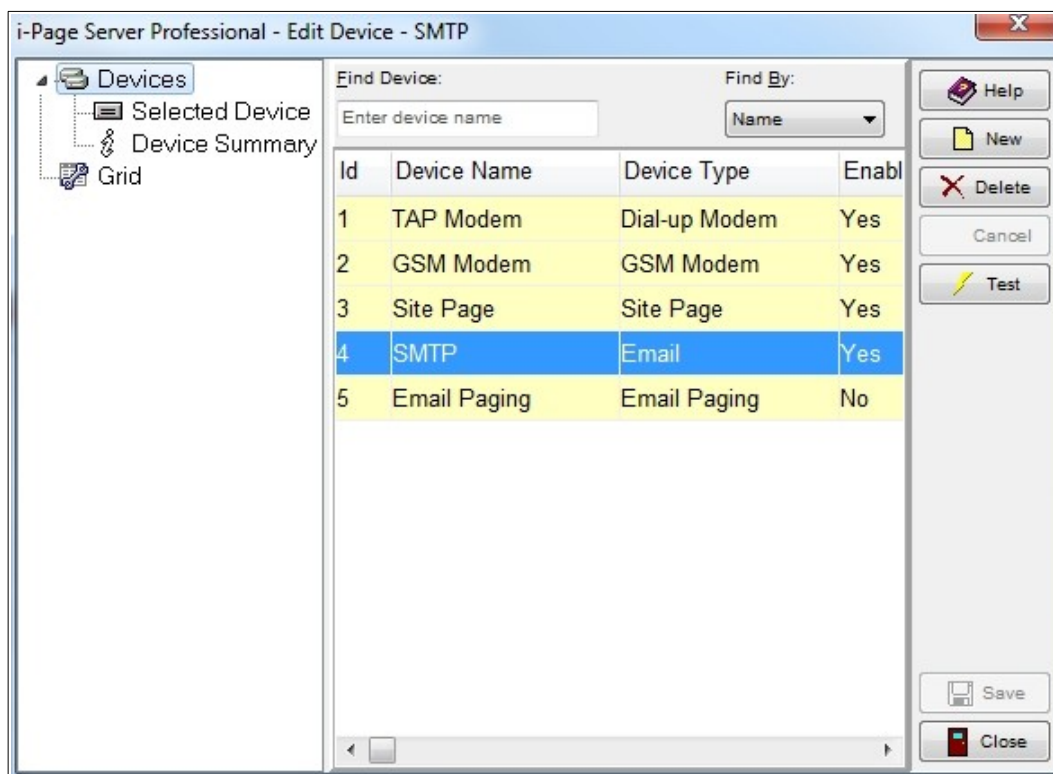 i-Page Server Professional - Edit Device - SMTP
X
Devices
Selected Device
Device Summary
Grid
Find Device:
Find By:
Enter device name
Name
Id Device Name Device Type Enabl
1 TAP Modem Dial-up Modem Yes
2 GSM Modem GSM Modem Yes
3 Site Page Site Page Yes
4 SMTP Email Yes
5 Email Paging Email Paging No
Help
New
Delete
Cancel
Test
Save
Close